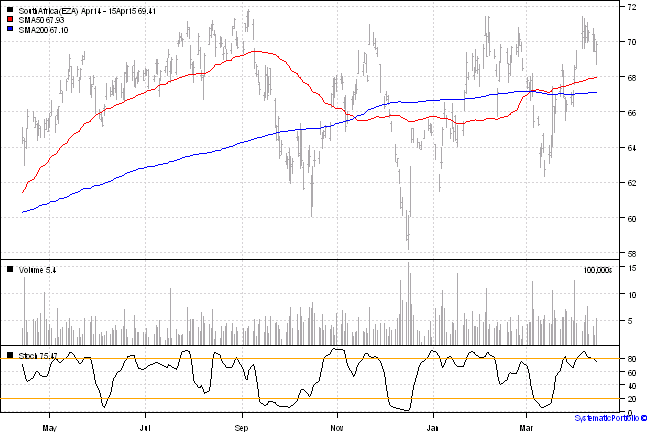 SouthAfrica(EZA) Apr14 - 15Apr15 69.41
SMA50 67.93
SMA200 67.10
72
70
68
66
64
62
60
58
Volume 5.4
100,000s
15
10
5
Stoch 75.47
80
60
40
20
0
May
Jul
Sep
Nov
Jan
Mar
SystematicPortfolio ©